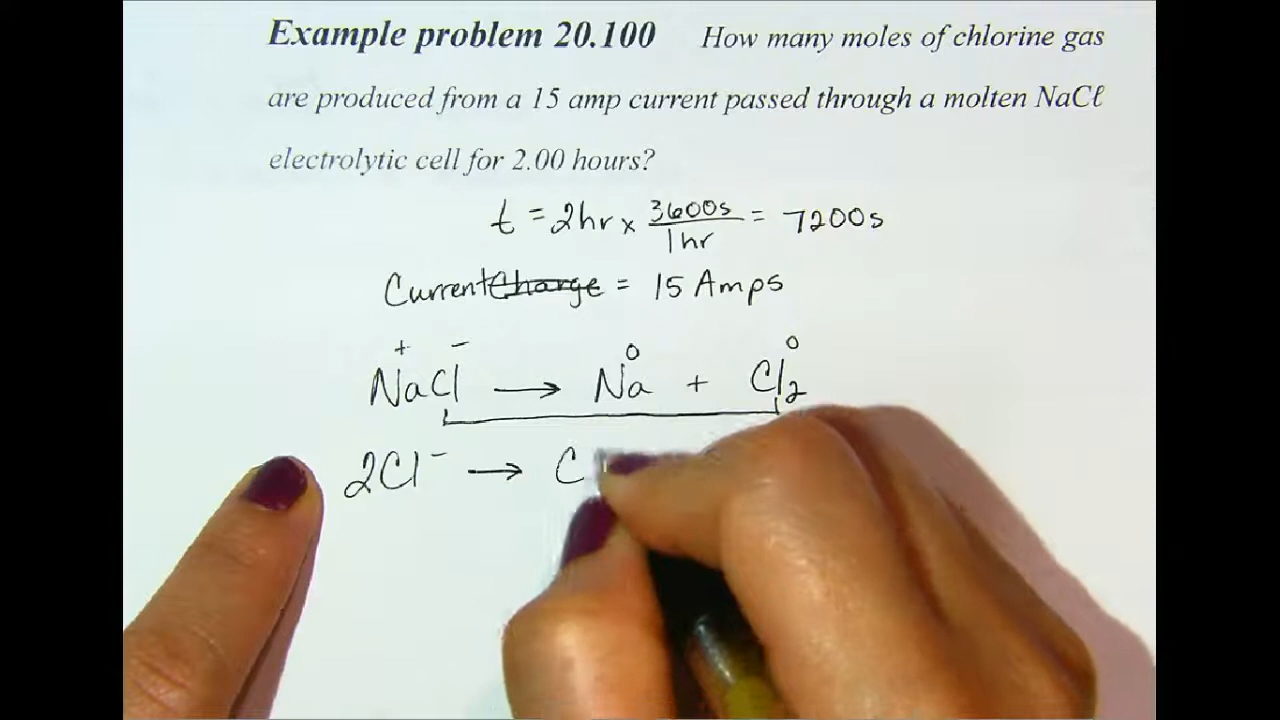 Example problem 20.100 How many moles of chlorine gas
are produced from a 15 amp current passed through a molten NaCℓ
electrolytic cell for 2.00 hours?
t = 2hr x 3600s / 1hr = 7200s
Current Charge = 15 Amps
+ - 0 0
NaCl → Na + Cl₂
2Cl⁻ → C